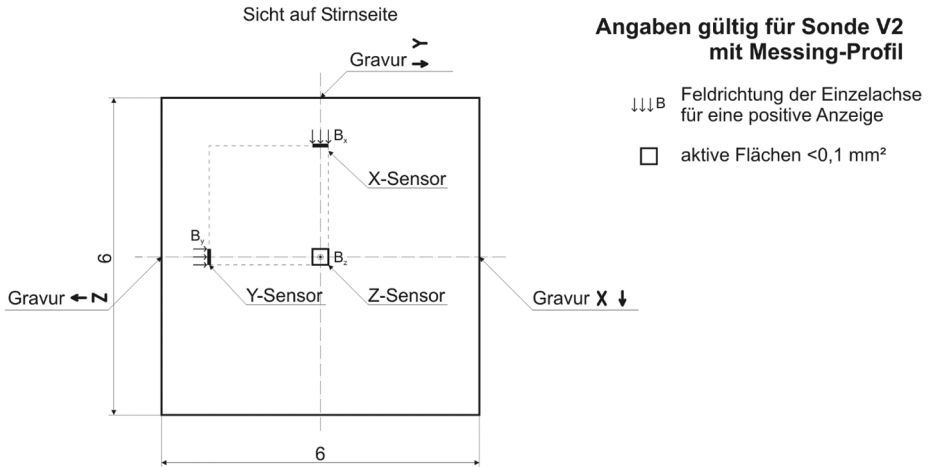 Sicht auf Stirnseite
Angaben gültig für Sonde V2
mit Messing-Profil
Gravur → Y
↓↓↓B Feldrichtung der Einzelachse
für eine positive Anzeige
aktive Flächen <0,1 mm²
Bx
X-Sensor
By
Bz
6
Y-Sensor
Z-Sensor
Gravur ← Z
Gravur X ↓
6